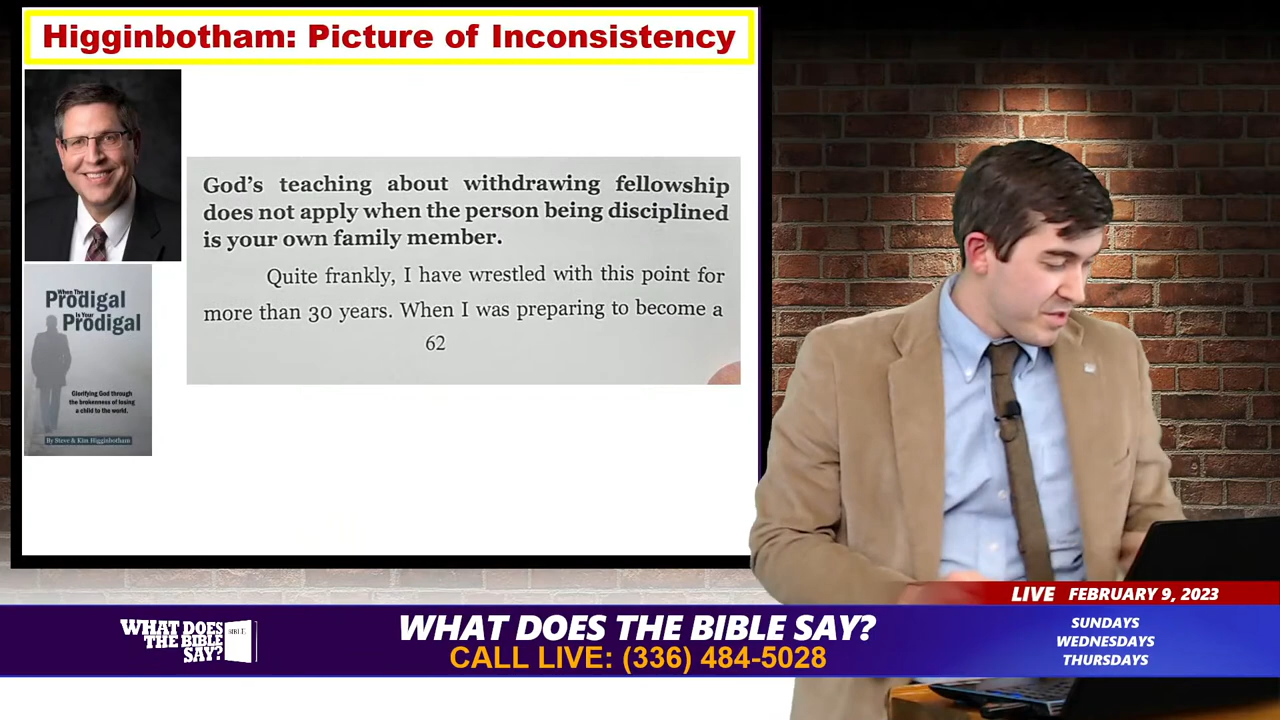 Higginbotham: Picture of Inconsistency
God's teaching about withdrawing fellowship
does not apply when the person being disciplined
is your own family member.
Quite frankly, I have wrestled with this point for
more than 30 years. When I was preparing to become a
62
When The
Prodigal
Is Your
Prodigal
Glorifying God through
the brokenness of losing
a child to the world.
By Steve & Kim Higginbotham
LIVE FEBRUARY 9, 2023
WHAT DOES
THE BIBLE
SAY?
BIBLE
WHAT DOES THE BIBLE SAY?
CALL LIVE: (336) 484-5028
SUNDAYS
WEDNESDAYS
THURSDAYS